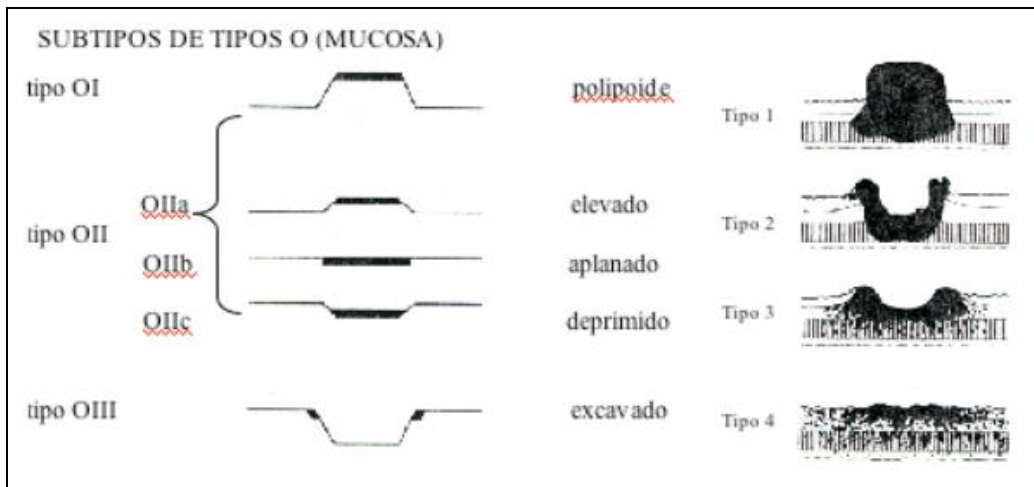 SUBTIPOS DE TIPOS O (MUCOSA)
tipo OI
polipoide
Tipo 1
OIIa
elevado
tipo OII
Tipo 2
OIIb
aplanado
OIIc
deprimido
Tipo 3
tipo OIII
excavado
Tipo 4